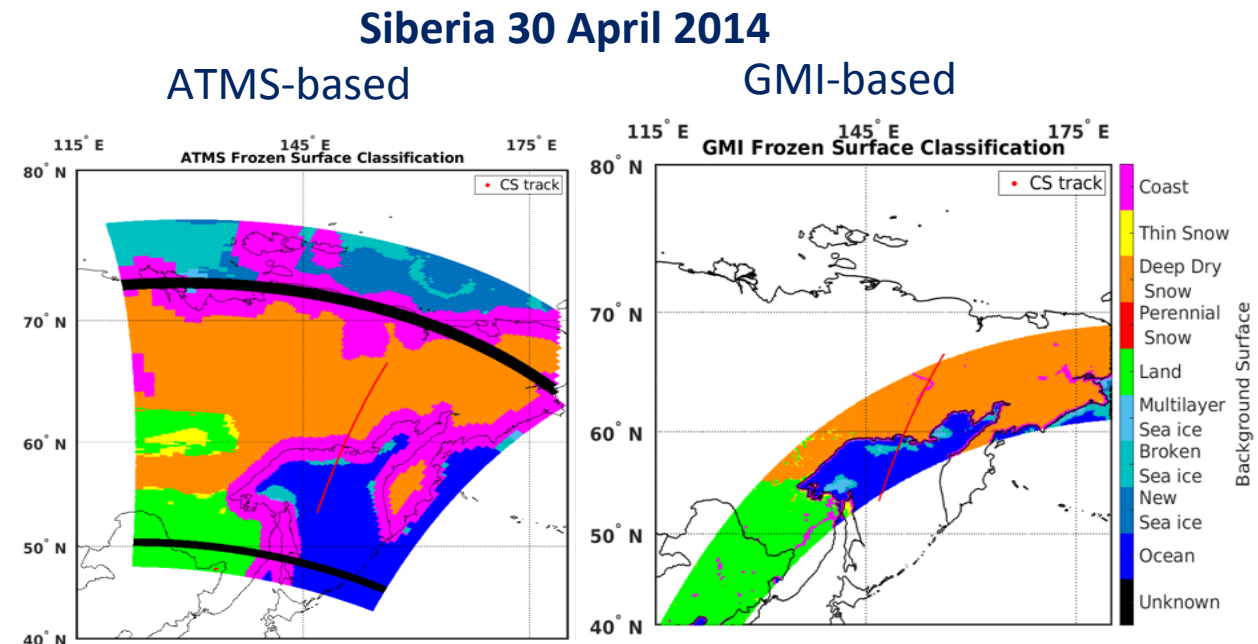 Siberia 30 April 2014
ATMS-based
GMI-based
115° E
145° E
175° E
ATMS Frozen Surface Classification
80° N
70° N
60° N
50° N
40° N
• CS track
115° E
145° E
175° E
GMI Frozen Surface Classification
80° N
70° N
60° N
50° N
40° N
• CS track
Coast
Thin Snow
Deep Dry
Snow
Perennial
Snow
Land
Multilayer
Sea ice
Broken
Sea ice
New
Sea ice
Ocean
Unknown
Background Surface